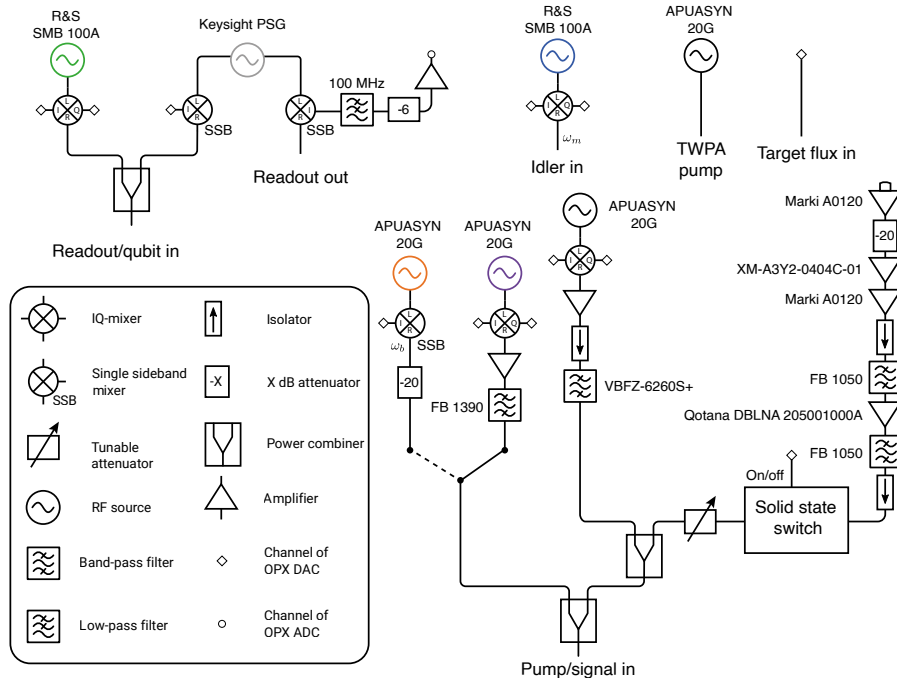 R&S
SMB 100A
L
I
Q
R
Keysight PSG
L
I
R
SSB
L
I
R
SSB
100 MHz
-6
Readout out
Readout/qubit in
R&S
SMB 100A
L
I
Q
R
ωm
Idler in
APUASYN
20G
TWPA
pump
Target flux in
APUASYN
20G
L
I
R
ωb
SSB
-20
APUASYN
20G
L
I
Q
R
FB 1390
APUASYN
20G
L
I
Q
R
VBFZ-6260S+
Marki A0120
-20
XM-A3Y2-0404C-01
Marki A0120
FB 1050
Qotana DBLNA 205001000A
FB 1050
On/off
Solid state
switch
Pump/signal in
IQ-mixer
Isolator
Single sideband
mixer
SSB
-X
X dB attenuator
Tunable
attenuator
Power combiner
RF source
Amplifier
Band-pass filter
Channel of
OPX DAC
Low-pass filter
Channel of
OPX ADC